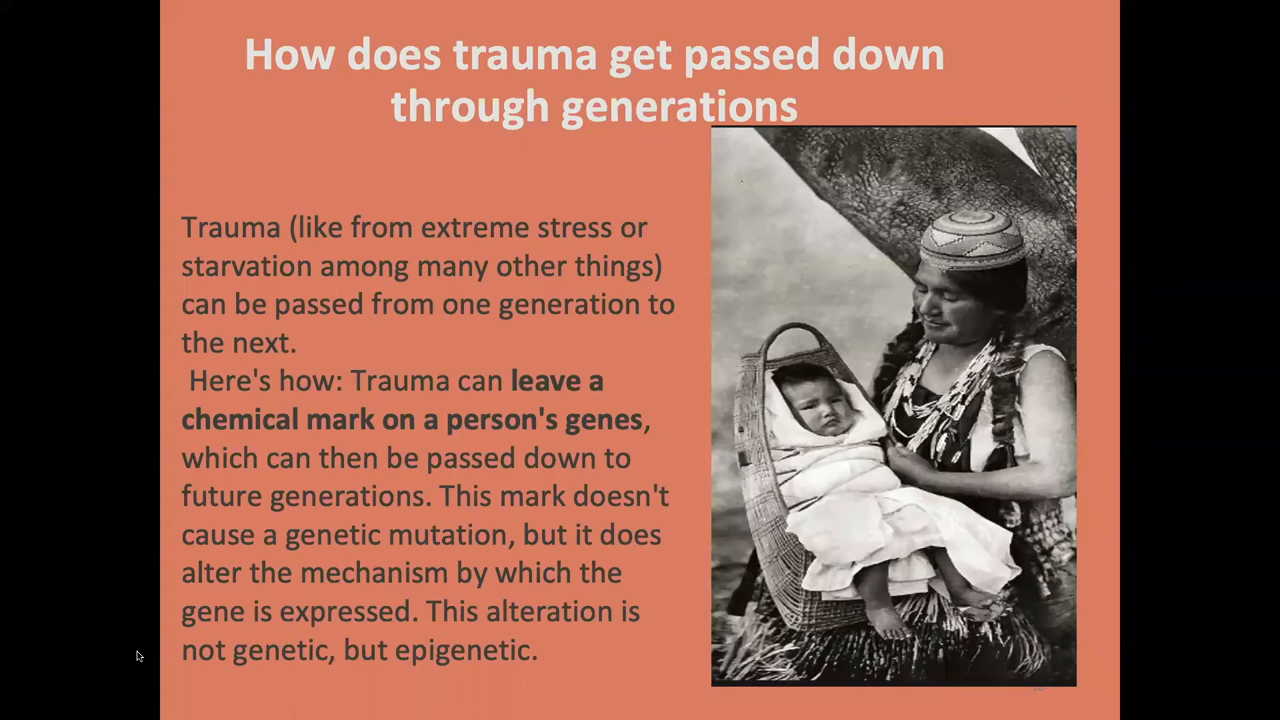 How does trauma get passed down
through generations
Trauma (like from extreme stress or
starvation among many other things)
can be passed from one generation to
the next.
Here's how: Trauma can leave a
chemical mark on a person's genes,
which can then be passed down to
future generations. This mark doesn't
cause a genetic mutation, but it does
alter the mechanism by which the
gene is expressed. This alteration is
not genetic, but epigenetic.